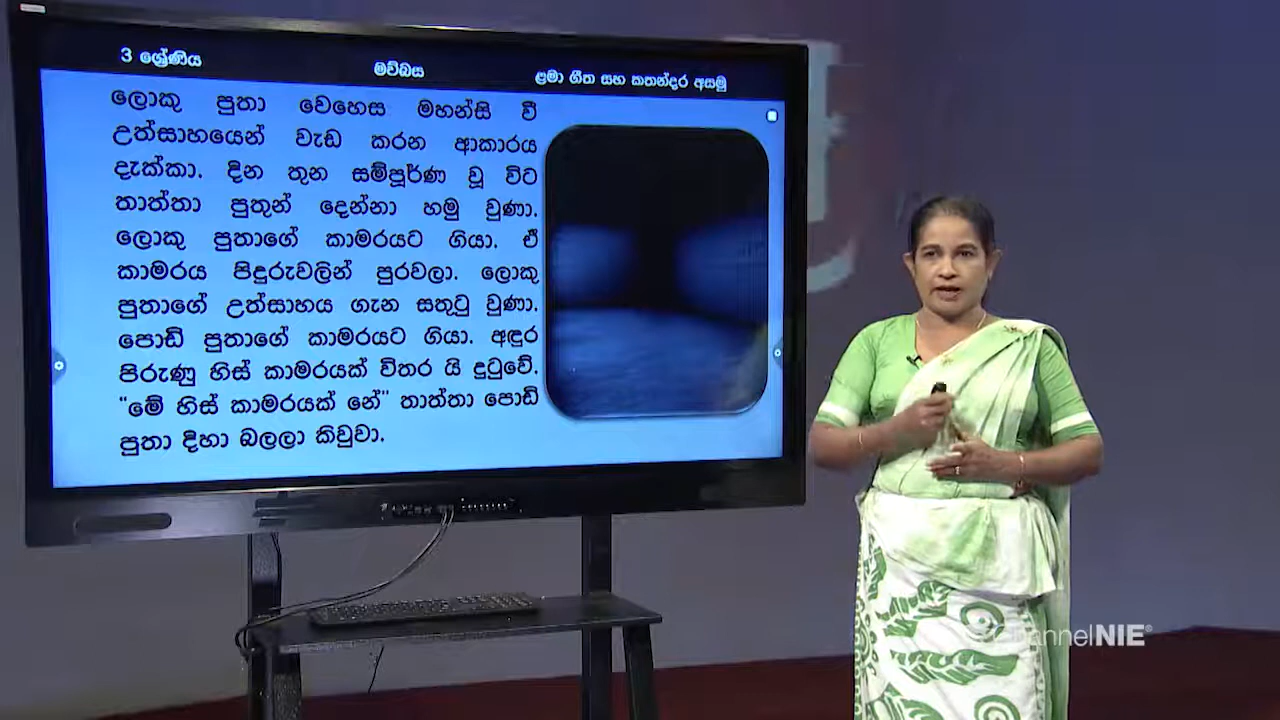 3 ශ්‍රේණිය
මව්බස
ළමා ගීත සහ කතන්දර අසමු
ලොකු පුතා වෙහෙස මහන්සි වී
උත්සාහයෙන් වැඩ කරන ආකාරය
දැක්කා. දින තුන සම්පූර්ණ වූ විට
තාත්තා පුතුන් දෙන්නා හමු වුණා.
ලොකු පුතාගේ කාමරයට ගියා. ඒ
කාමරය පිදුරුවලින් පුරවලා. ලොකු
පුතාගේ උත්සාහය ගැන සතුටු වුණා.
පොඩි පුතාගේ කාමරයට ගියා. අඳුර
පිරුණු හිස් කාමරයක් විතර යි දුටුවේ.
“මේ හිස් කාමරයක් නේ” තාත්තා පොඩි
පුතා දිහා බලලා කිව්වා.
ChannelNIE®